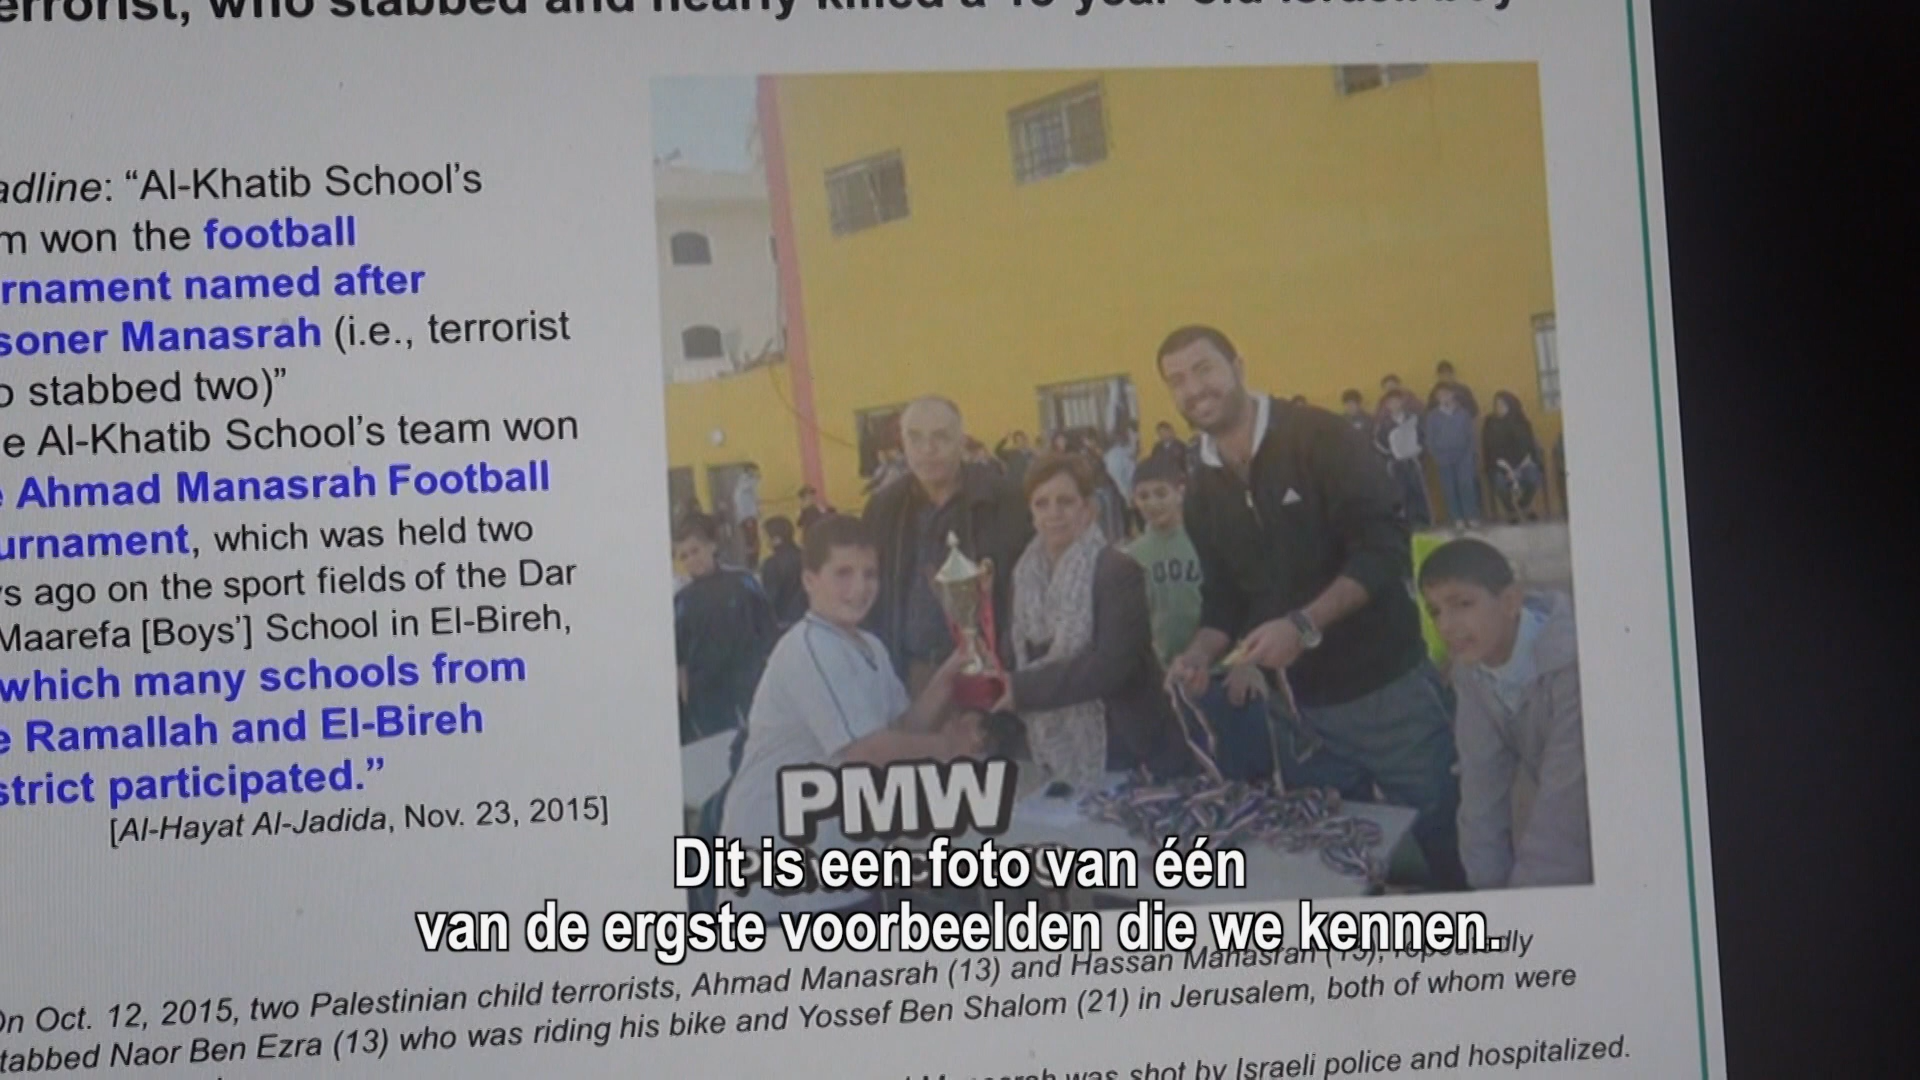 errorist, who stabbed and nearly killed a 13-year-old Israeli boy
adline: “Al-Khatib School’s
m won the football
rnament named after
soner Manasrah (i.e., terrorist
o stabbed two)”
e Al-Khatib School’s team won
e Ahmad Manasrah Football
urnament, which was held two
ys ago on the sport fields of the Dar
Maarefa [Boys’] School in El-Bireh,
which many schools from
e Ramallah and El-Bireh
strict participated.”
[Al-Hayat Al-Jadida, Nov. 23, 2015]
OOL
PMW
Dit is een foto van één
van de ergste voorbeelden die we kennen.
On Oct. 12, 2015, two Palestinian child terrorists, Ahmad Manasrah (13) and Hassan Manasrah (15), repeatedly
tabbed Naor Ben Ezra (13) who was riding his bike and Yossef Ben Shalom (21) in Jerusalem, both of whom were
was shot by Israeli police and hospitalized.